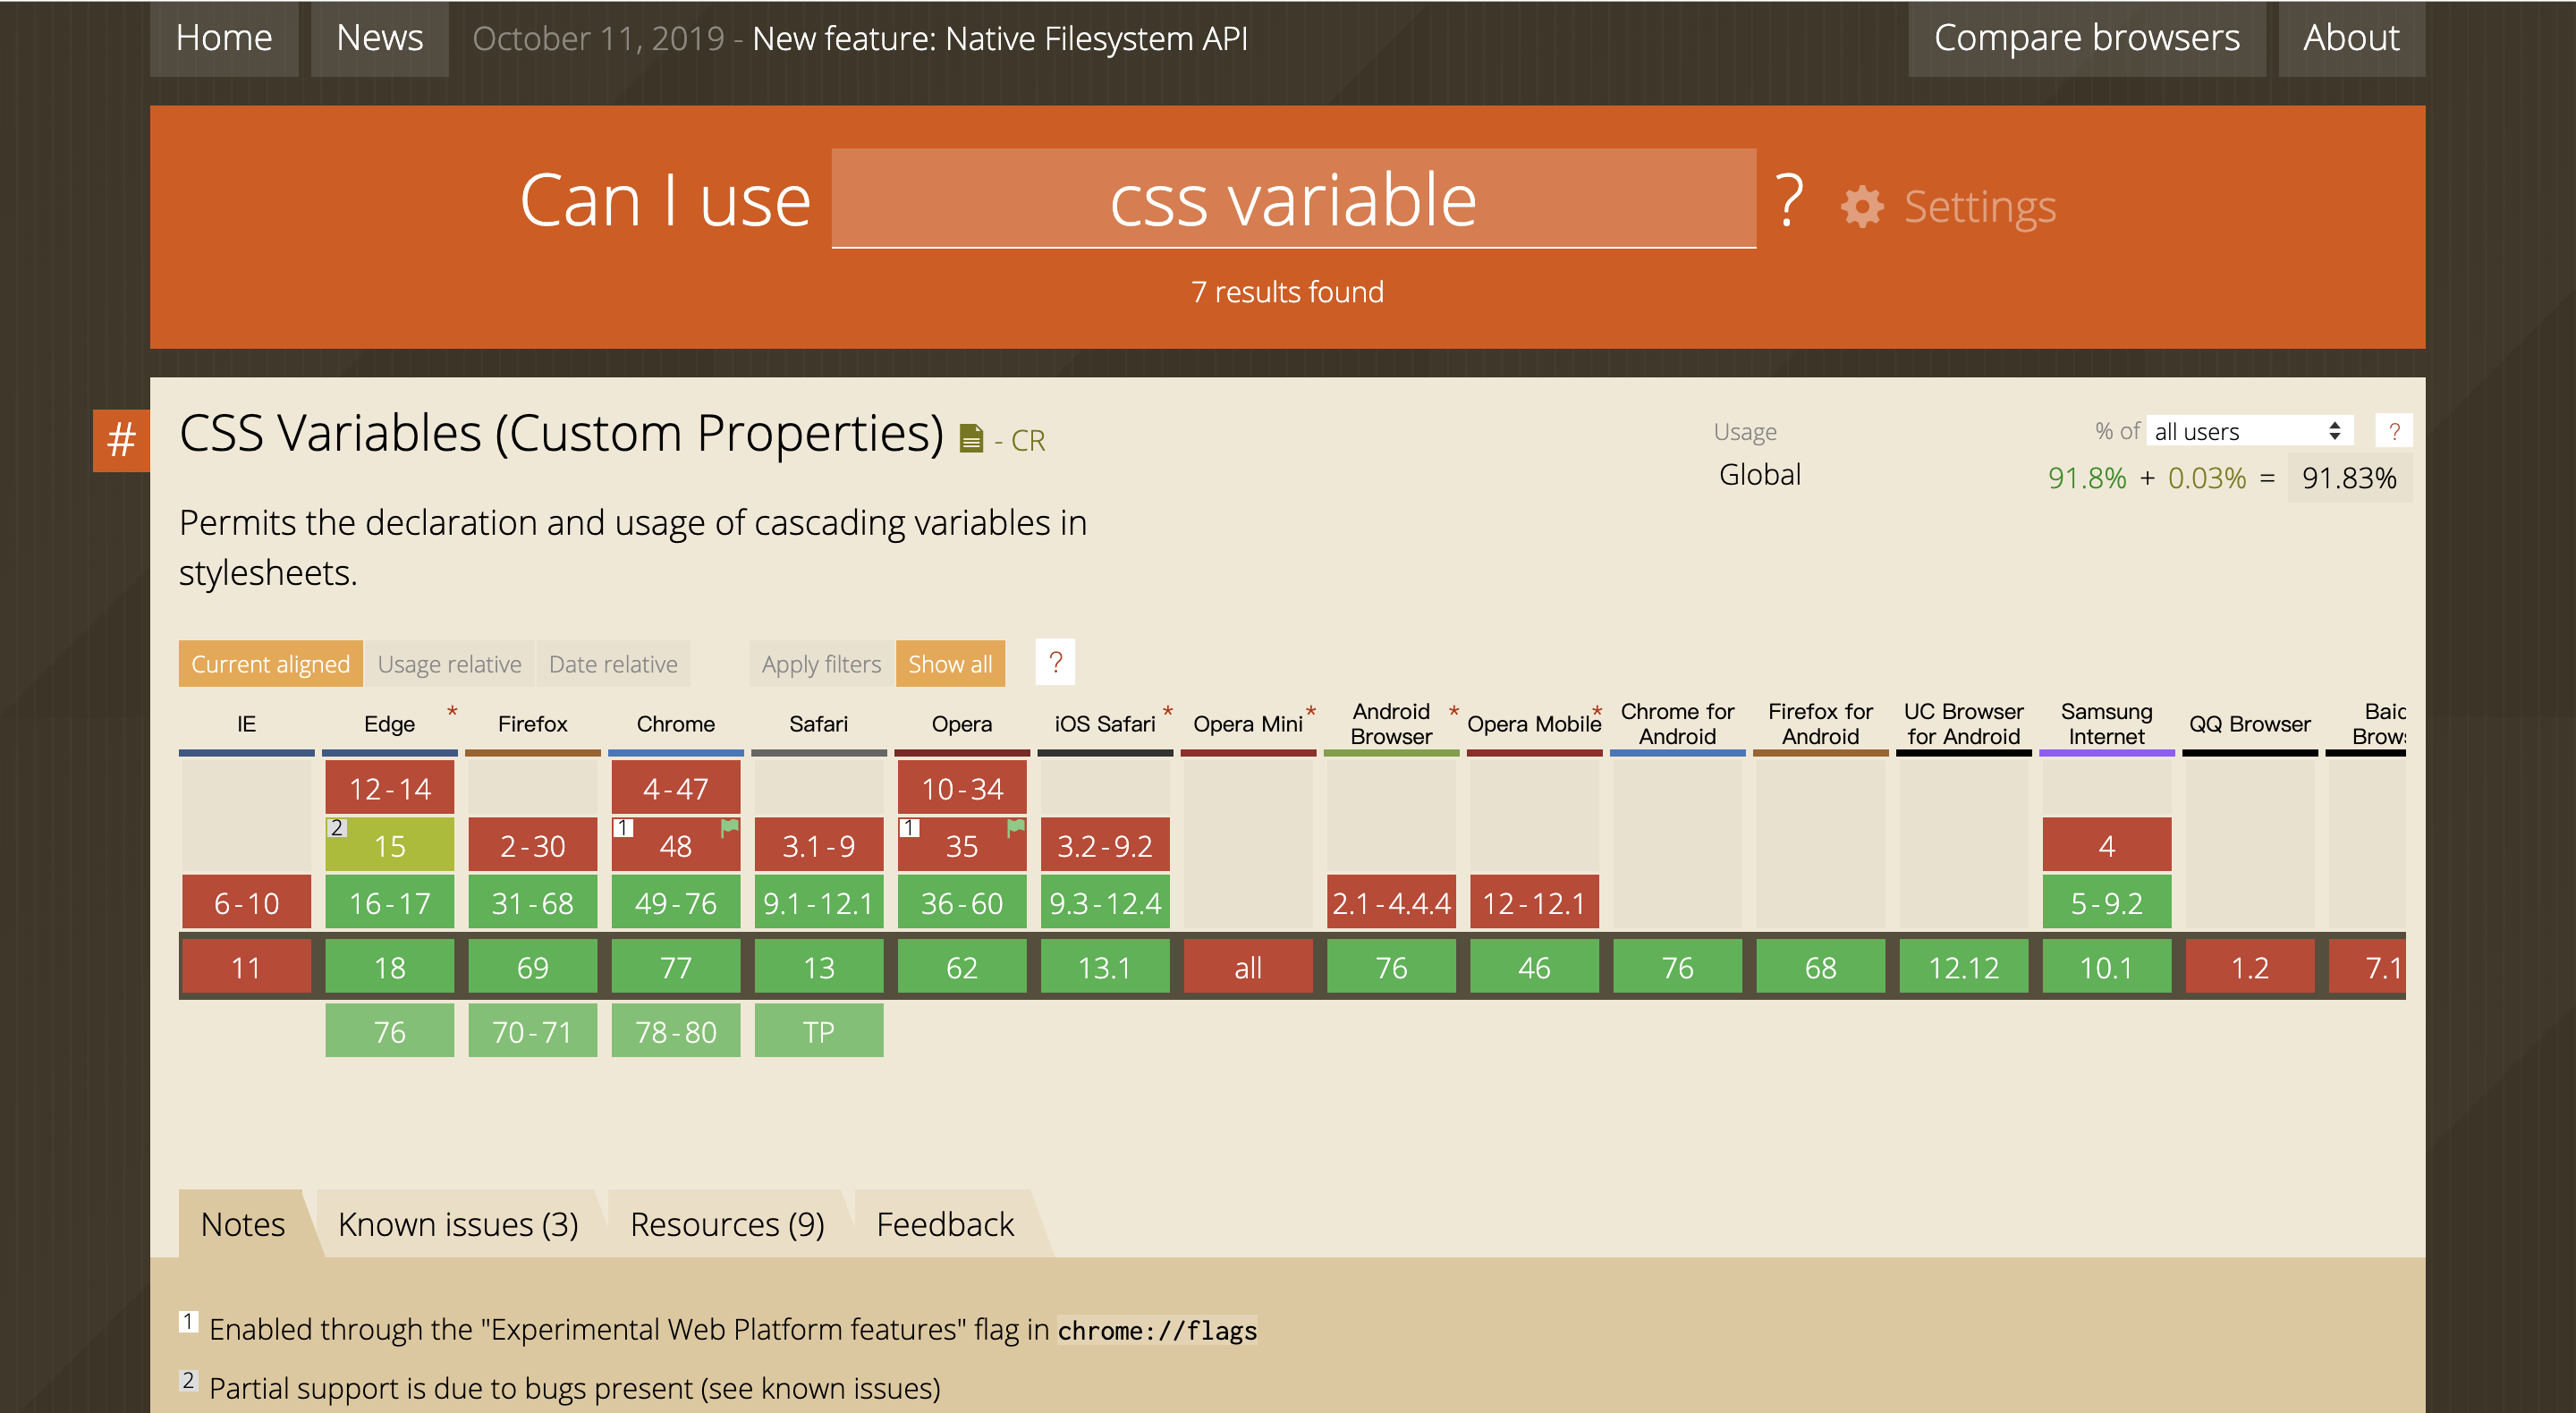 Home News October 11, 2019 - New feature: Native Filesystem API Compare browsers About
Can I use css variable ? Settings
7 results found
# CSS Variables (Custom Properties) - CR
Usage % of all users ?
Global 91.8% + 0.03% = 91.83%
Permits the declaration and usage of cascading variables in
stylesheets.
Current aligned Usage relative Date relative Apply filters Show all ?
IE Edge * Firefox Chrome Safari Opera iOS Safari * Opera Mini * Android Browser * Opera Mobile * Chrome for Android Firefox for Android UC Browser for Android Samsung Internet QQ Browser
12-14 4-47 10-34
2 15 2-30 1 48 3.1-9 1 35 3.2-9.2 4
6-10 16-17 31-68 49-76 9.1-12.1 36-60 9.3-12.4 2.1-4.4.4 12-12.1 5-9.2
11 18 69 77 13 62 13.1 all 76 46 76 68 12.12 10.1 1.2 7.1
76 70-71 78-80 TP
Notes Known issues (3) Resources (9) Feedback
1 Enabled through the "Experimental Web Platform features" flag in chrome://flags
2 Partial support is due to bugs present (see known issues)